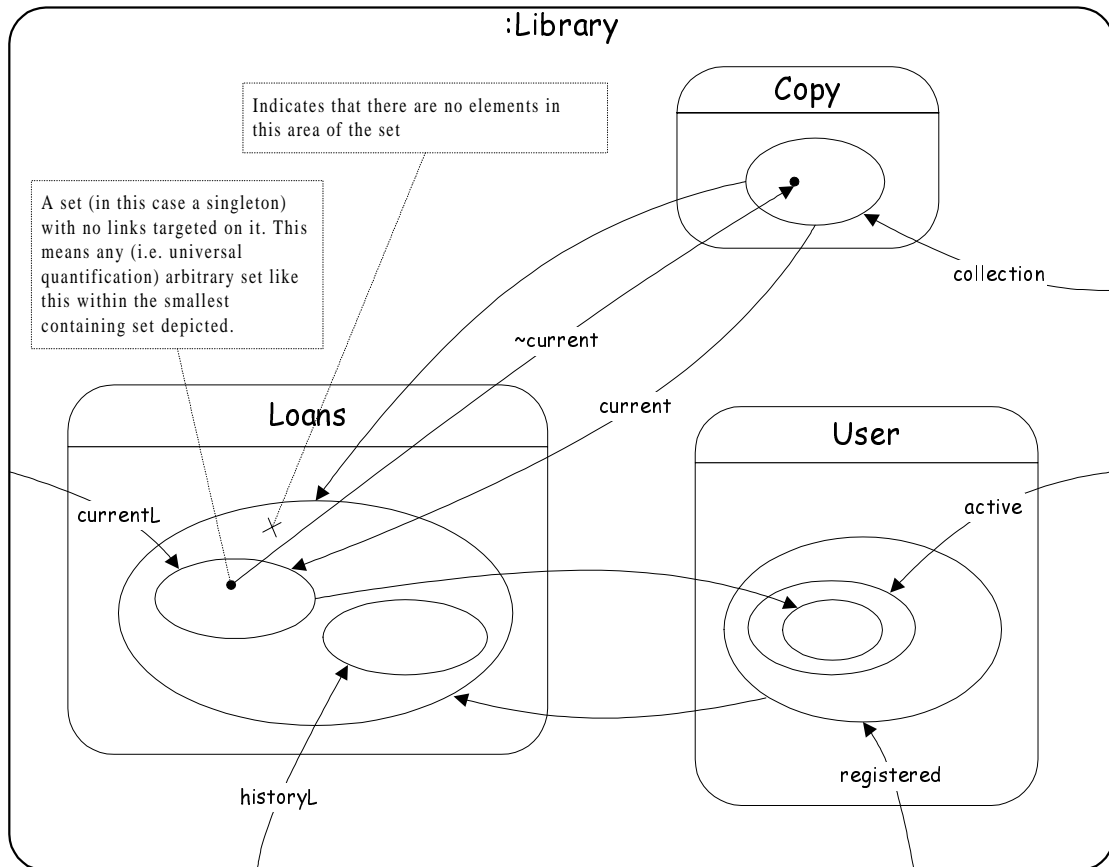 :Library
Copy
Indicates that there are no elements in
this area of the set
A set (in this case a singleton)
with no links targeted on it. This
means any (i.e. universal
quantification) arbitrary set like
this within the smallest
containing set depicted.
collection
~current
current
Loans
User
currentL
active
registered
historyL